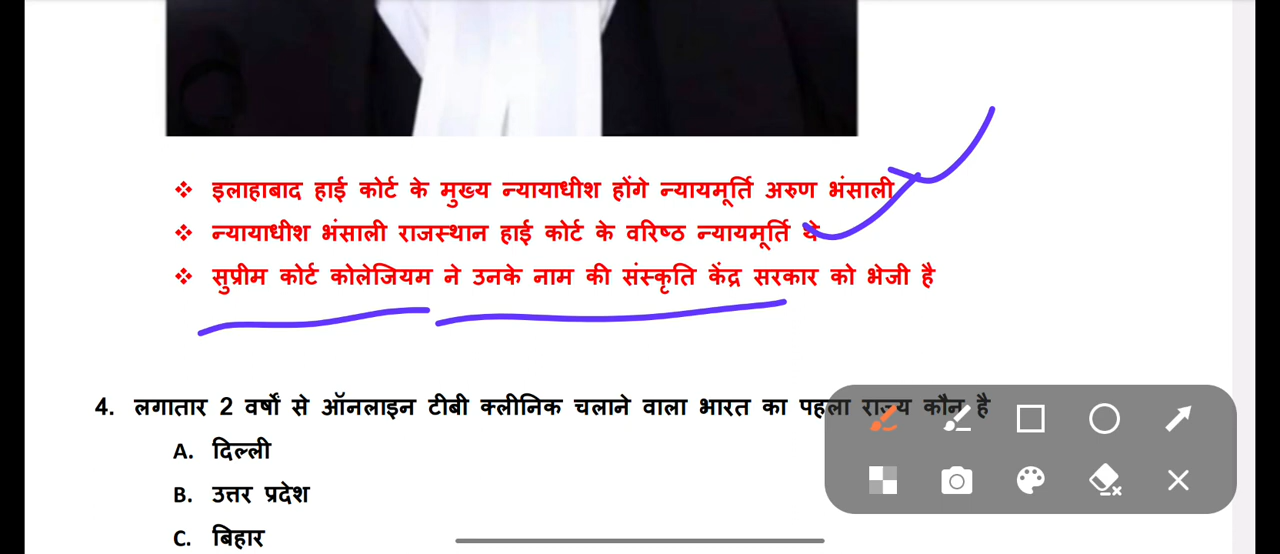 ❖ इलाहाबाद हाई कोर्ट के मुख्य न्यायाधीश होंगे न्यायमूर्ति अरुण भंसाली
❖ न्यायाधीश भंसाली राजस्थान हाई कोर्ट के वरिष्ठ न्यायमूर्ति थे
❖ सुप्रीम कोर्ट कोलेजियम ने उनके नाम की संस्कृति केंद्र सरकार को भेजी है
4. लगातार 2 वर्षों से ऑनलाइन टीबी क्लीनिक चलाने वाला भारत का पहला राज्य कौन है
A. दिल्ली
B. उत्तर प्रदेश
C. बिहार